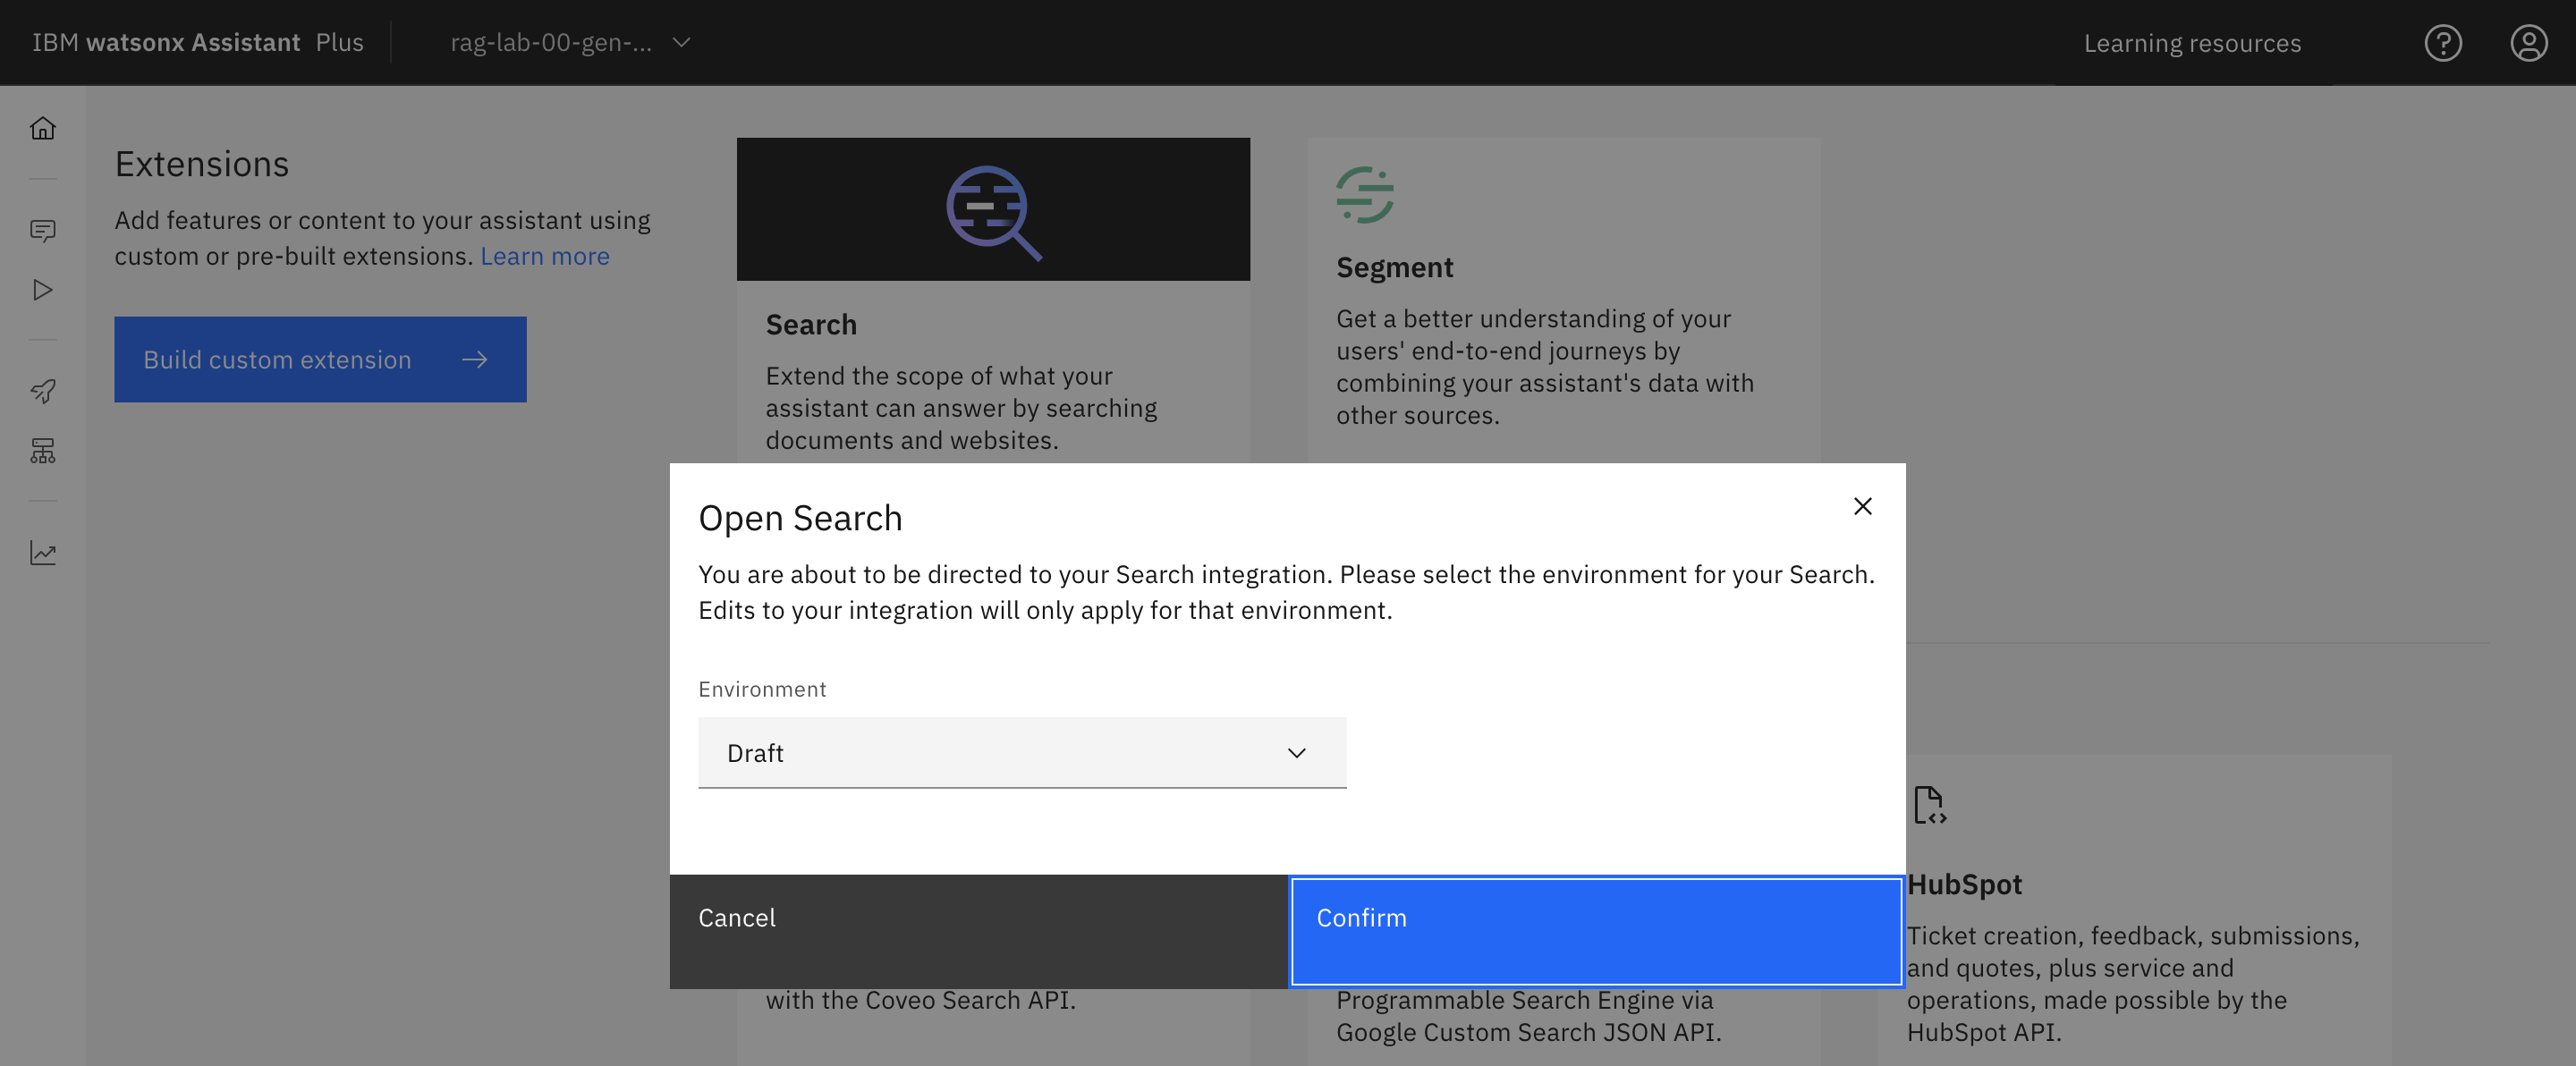 IBM watsonx Assistant Plus
rag-lab-00-gen-...
Learning resources
Extensions
Add features or content to your assistant using
custom or pre-built extensions. Learn more
Build custom extension
Search
Extend the scope of what your
assistant can answer by searching
documents and websites.
Segment
Get a better understanding of your
users' end-to-end journeys by
combining your assistant's data with
other sources.
Open Search
You are about to be directed to your Search integration. Please select the environment for your Search.
Edits to your integration will only apply for that environment.
Environment
Draft
Cancel
Confirm
with the Coveo Search API.
Programmable Search Engine via
Google Custom Search JSON API.
HubSpot
Ticket creation, feedback, submissions,
and quotes, plus service and
operations, made possible by the
HubSpot API.